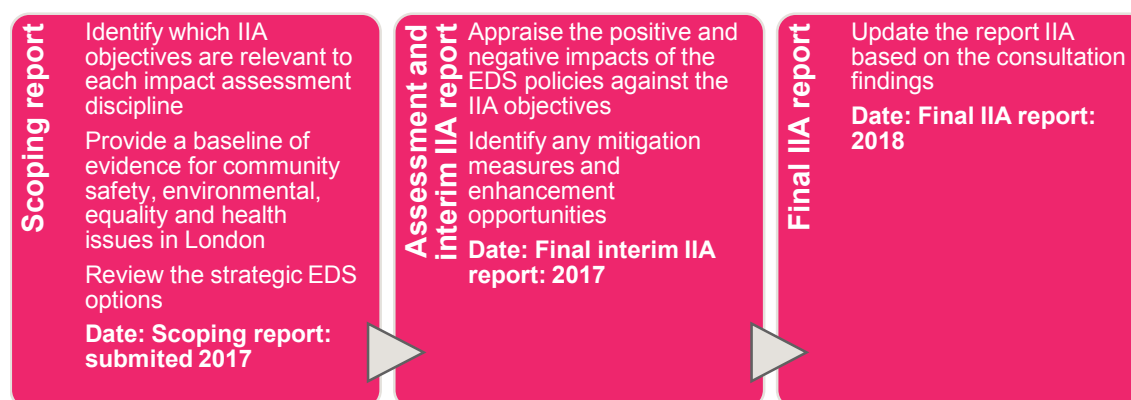 Scoping report
Identify which IIA
objectives are relevant to
each impact assessment
discipline
Provide a baseline of
evidence for community
safety, environmental,
equality and health
issues in London
Review the strategic EDS
options
Date: Scoping report:
submited 2017
Assessment and
interim IIA report
Appraise the positive and
negative impacts of the
EDS policies against the
IIA objectives
Identify any mitigation
measures and
enhancement
opportunities
Date: Final interim IIA
report: 2017
Final IIA report
Update the report IIA
based on the consultation
findings
Date: Final IIA report:
2018